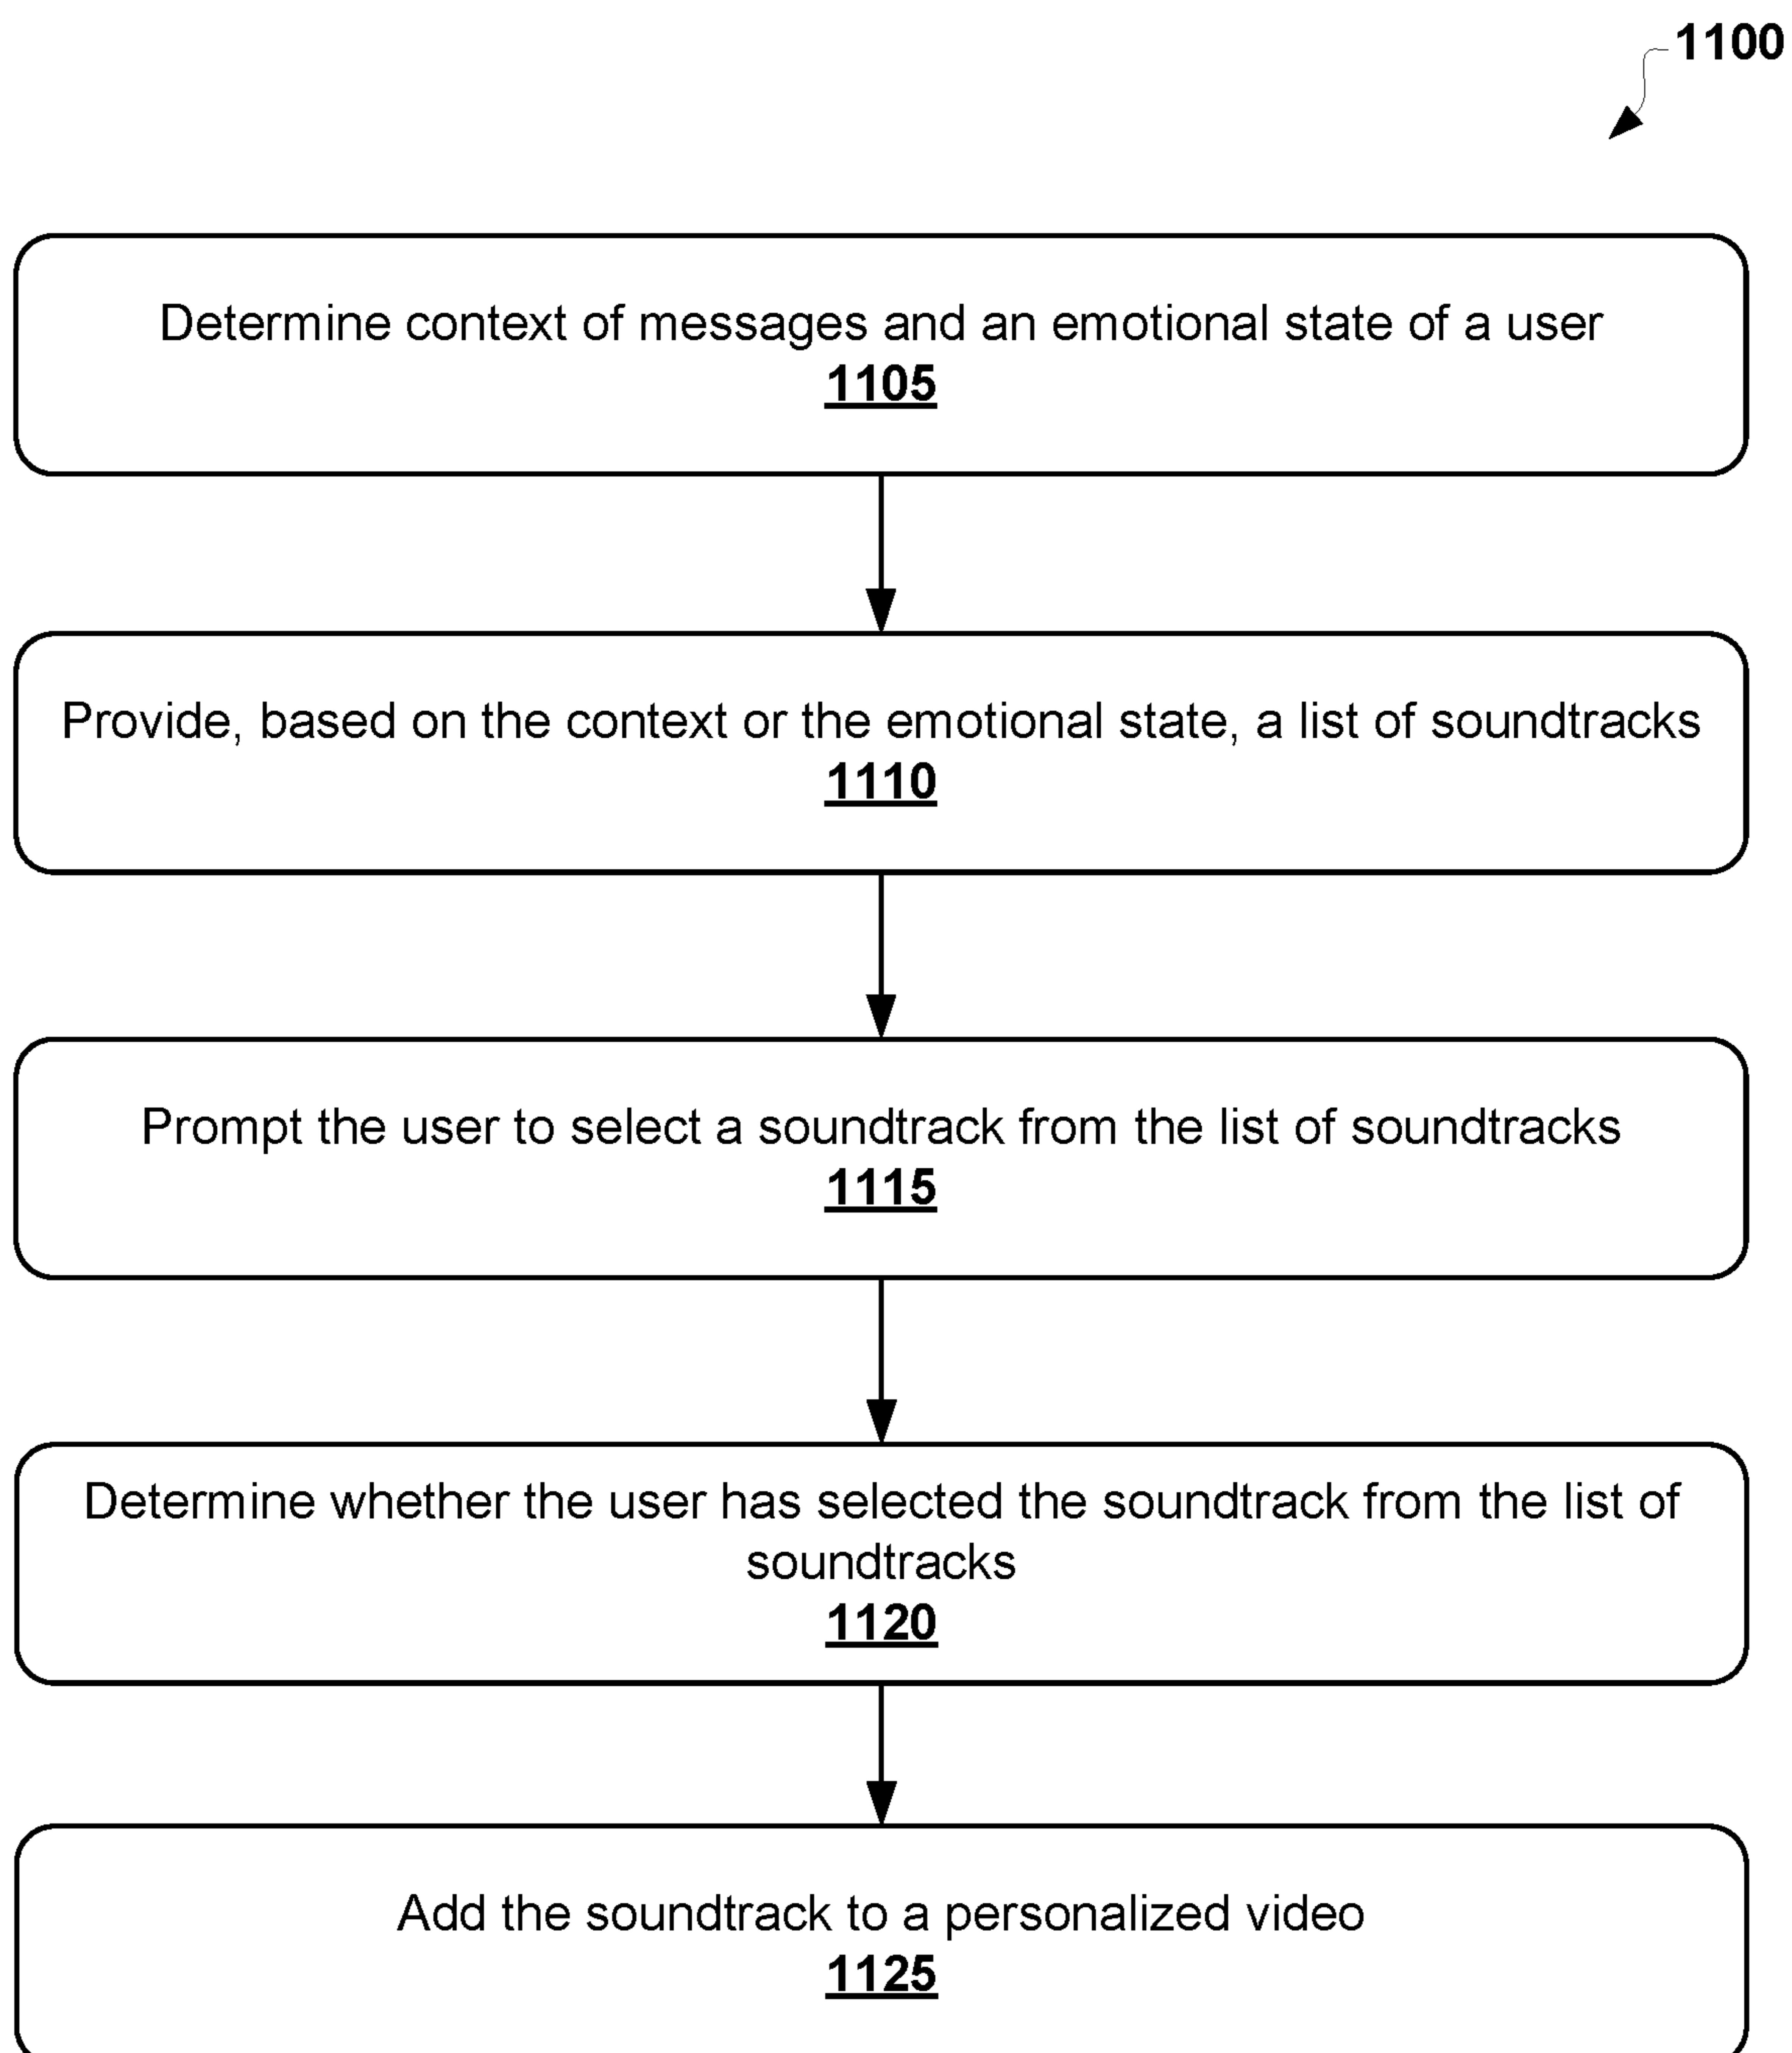 1100
Determine context of messages and an emotional state of a user
1105
Provide, based on the context or the emotional state, a list of soundtracks
1110
Prompt the user to select a soundtrack from the list of soundtracks
1115
Determine whether the user has selected the soundtrack from the list of
soundtracks
1120
Add the soundtrack to a personalized video
1125